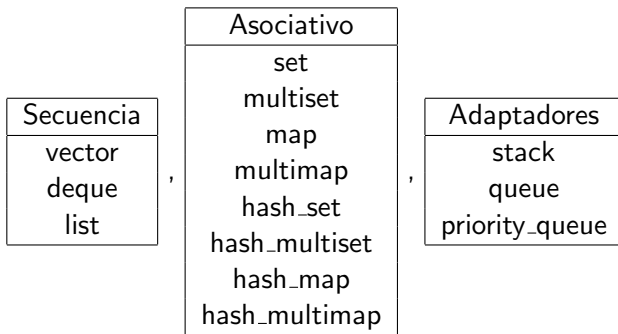 Secuencia
vector
deque
list
,
Asociativo
set
multiset
map
multimap
hash_set
hash_multiset
hash_map
hash_multimap
,
Adaptadores
stack
queue
priority_queue